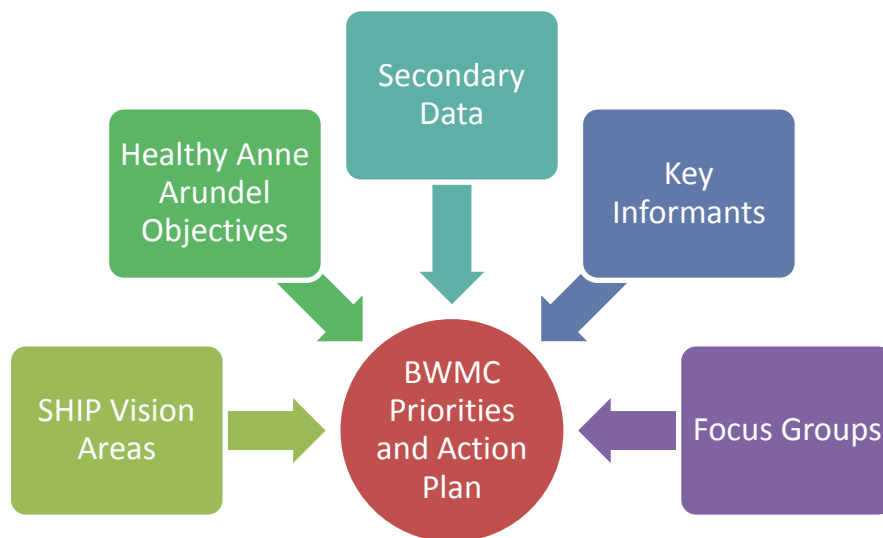 Secondary
Data
Healthy Anne
Arundel
Objectives
Key
Informants
SHIP Vision
Areas
BWMC
Priorities
and Action
Plan
Focus Groups